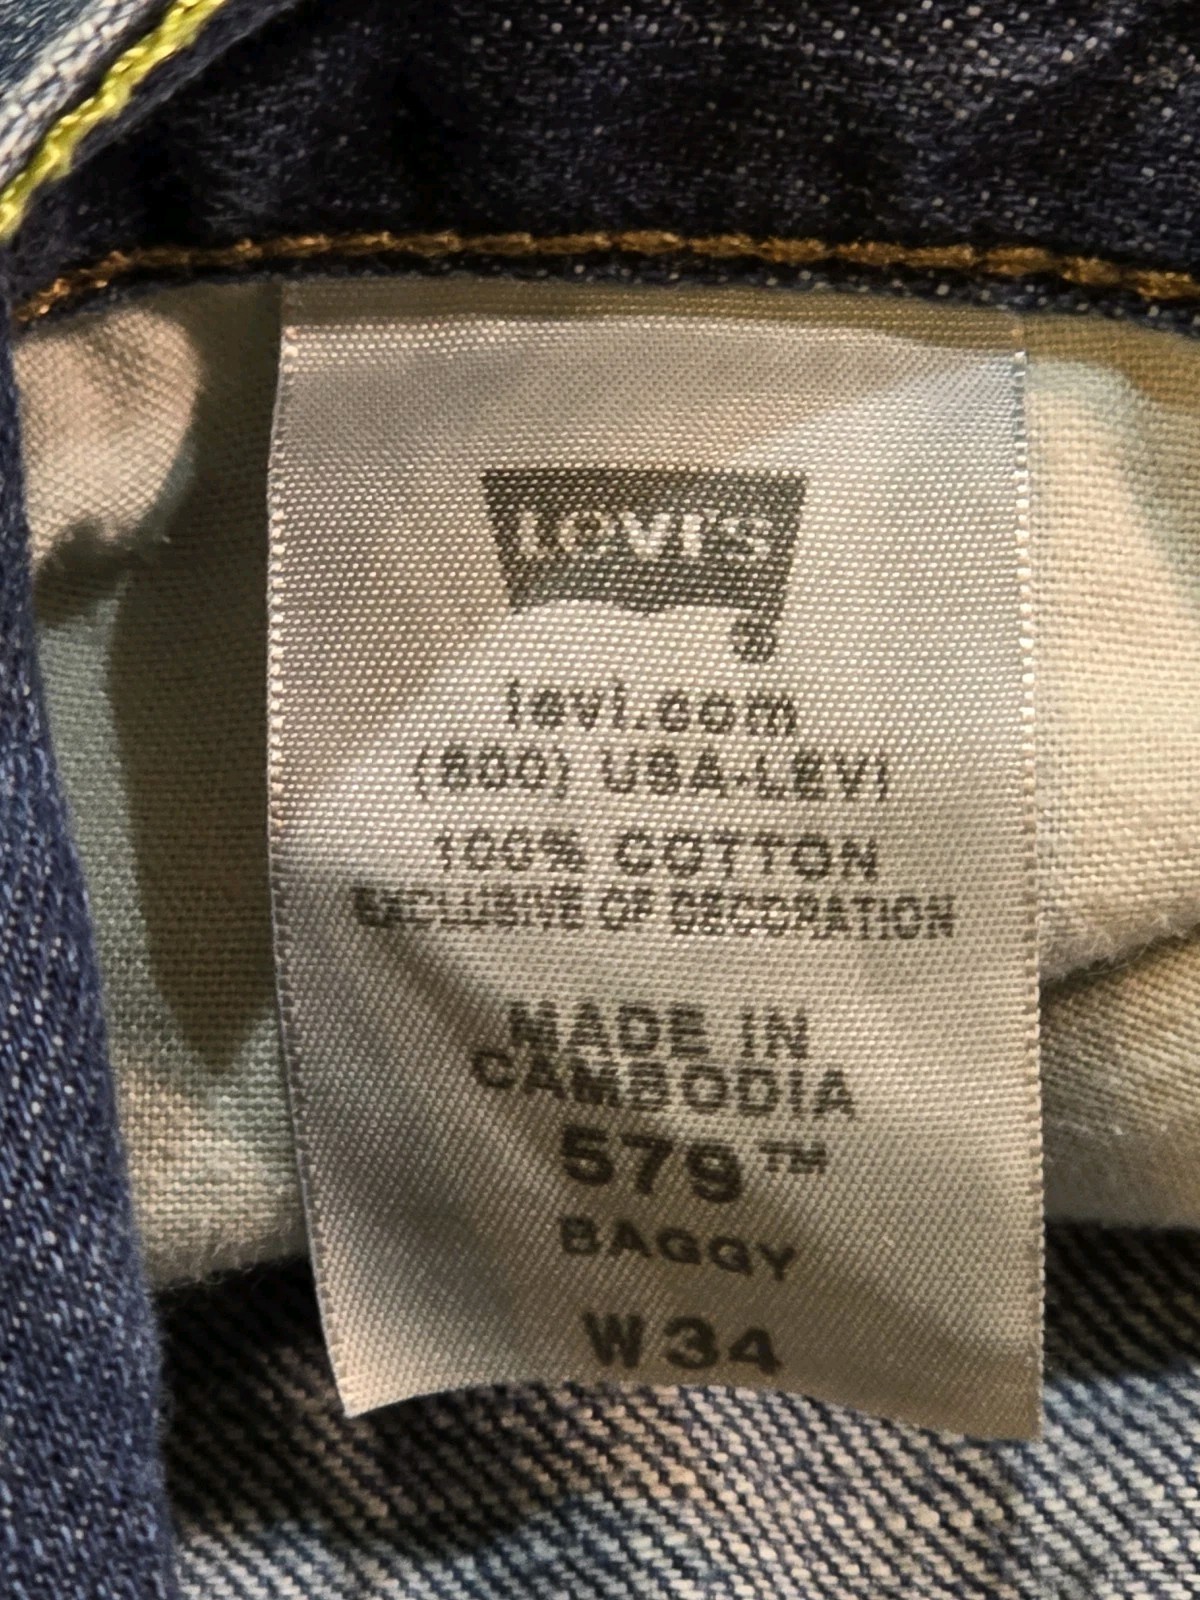 LEVI'S
®
levi.com
(800) USA-LEVI
100% COTTON
EXCLUSIVE OF DECORATION
MADE IN
CAMBODIA
579™
BAGGY
W34